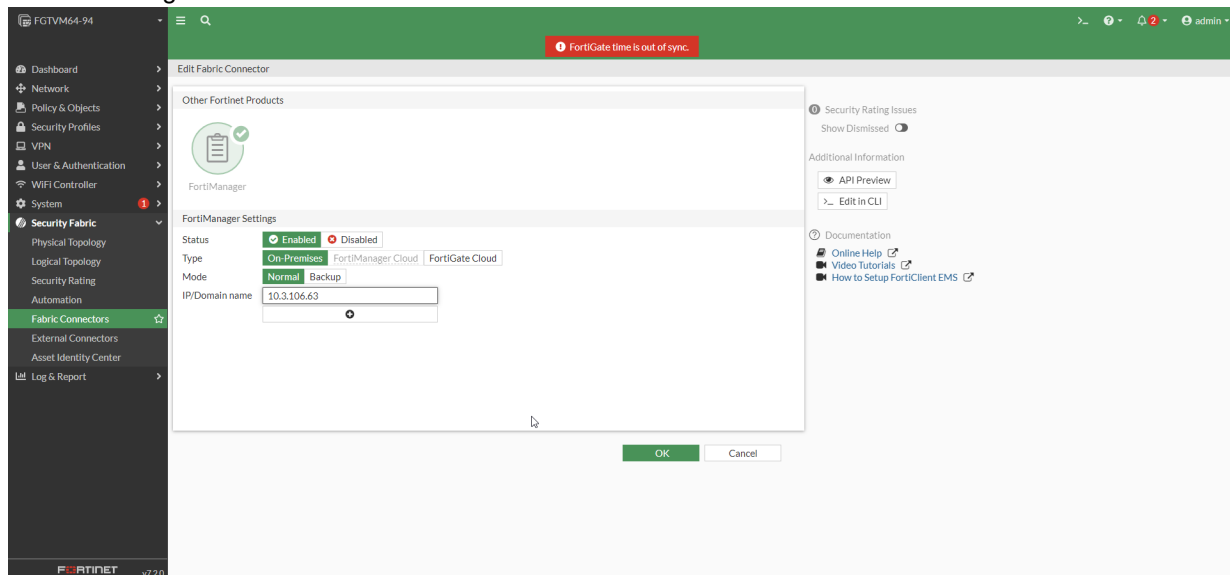 FGTVM64-94
>_
2
admin
FortiGate time is out of sync.
Dashboard
Network
Policy & Objects
Security Profiles
VPN
User & Authentication
WiFi Controller
System 1
Security Fabric
Physical Topology
Logical Topology
Security Rating
Automation
Fabric Connectors
External Connectors
Asset Identity Center
Log & Report
FORTINET v7.2.0
Edit Fabric Connector
Other Fortinet Products
FortiManager
FortiManager Settings
Status Enabled Disabled
Type On-Premises FortiManager Cloud FortiGate Cloud
Mode Normal Backup
IP/Domain name 10.3.106.63
OK Cancel
0 Security Rating Issues
Show Dismissed
Additional Information
API Preview
>_ Edit in CLI
Documentation
Online Help
Video Tutorials
How to Setup FortiClient EMS